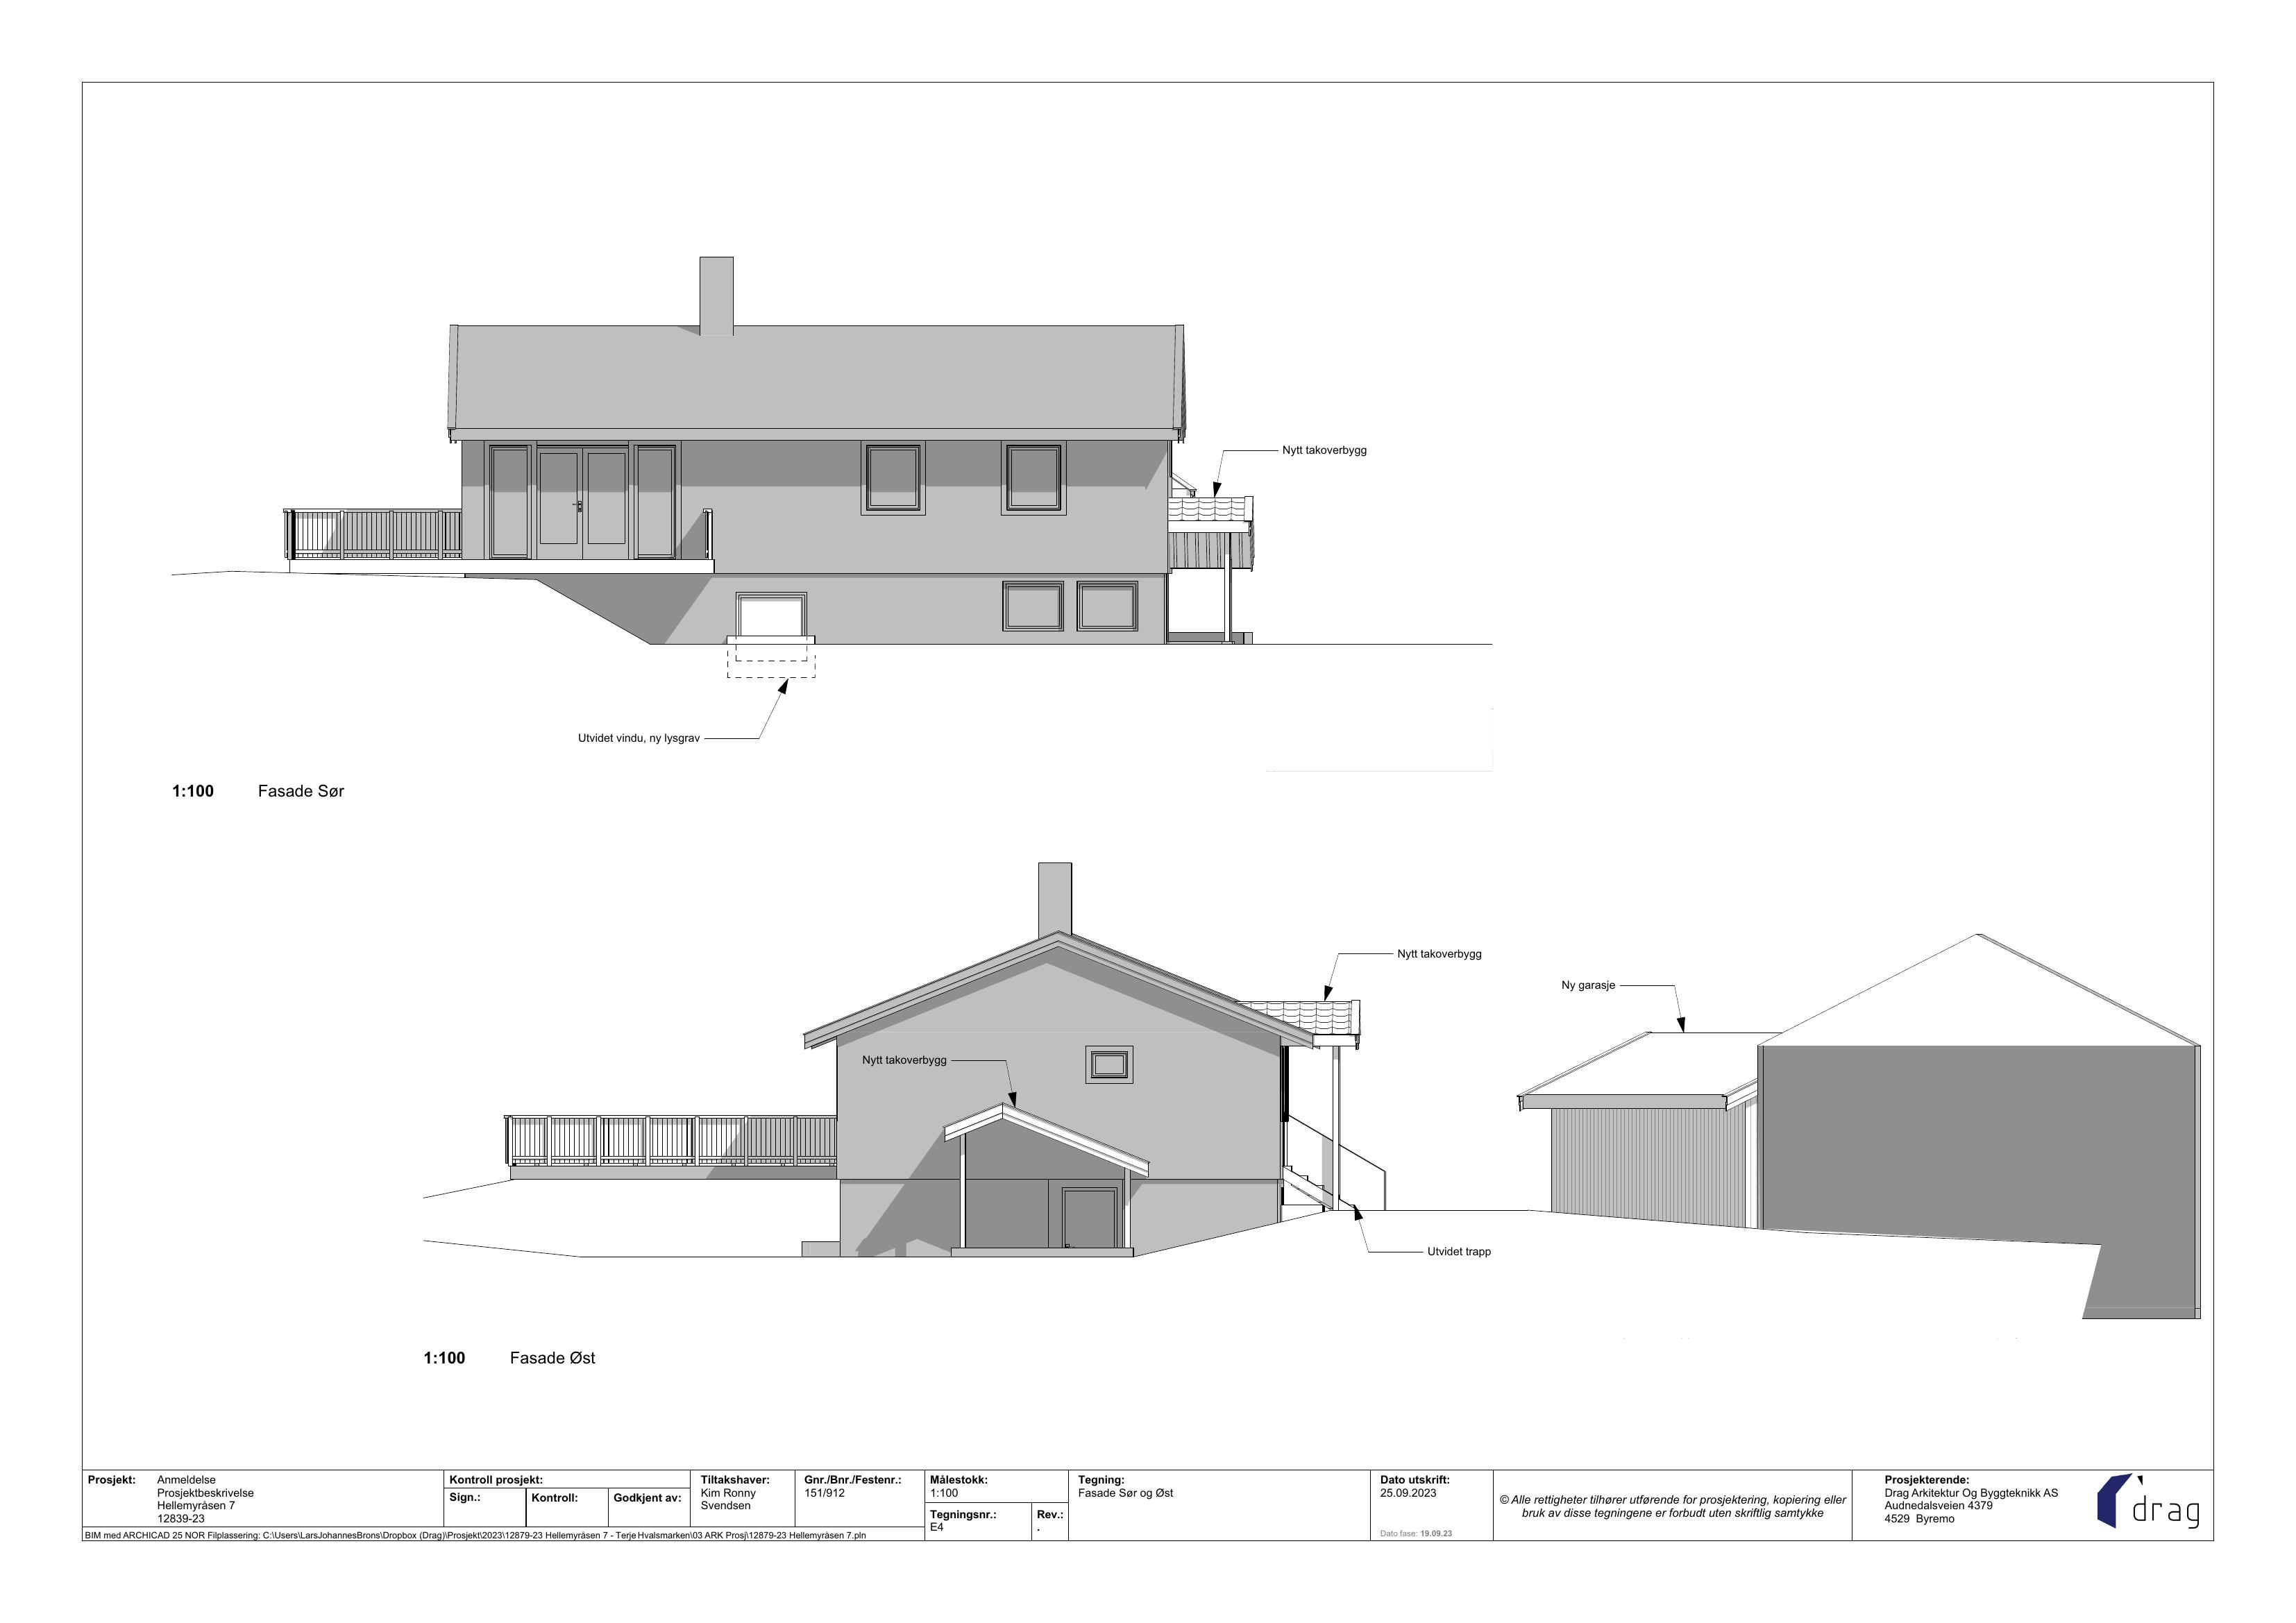 Nytt takoverbygg
Utvidet vindu, ny lysgrav
1:100 Fasade Sør
Nytt takoverbygg
Ny garasje
Nytt takoverbygg
Utvidet trapp
1:100 Fasade Øst
Prosjekt: Anmeldelse
Prosjektbeskrivelse
Hellemyråsen 7
12839-23
Kontroll prosjekt:
Sign.: Kontroll: Godkjent av:
Tiltakshaver:
Kim Ronny
Svendsen
Gnr./Bnr./Festenr.:
151/912
Målestokk:
1:100
Tegningsnr.:
E4
Rev.:
.
Tegning:
Fasade Sør og Øst
Dato utskrift:
25.09.2023
Dato fase: 19.09.23
© Alle rettigheter tilhører utførende for prosjektering, kopiering eller
bruk av disse tegningene er forbudt uten skriftlig samtykke
Prosjekterende:
Drag Arkitektur Og Byggteknikk AS
Audnedalsveien 4379
4529 Byremo
drag
BIM med ARCHICAD 25 NOR Filplassering: C:\Users\LarsJohannesBrons\Dropbox (Drag)\Prosjekt\2023\12879-23 Hellemyråsen 7 - Terje Hvalsmarken\03 ARK Prosj\12879-23 Hellemyråsen 7.pln